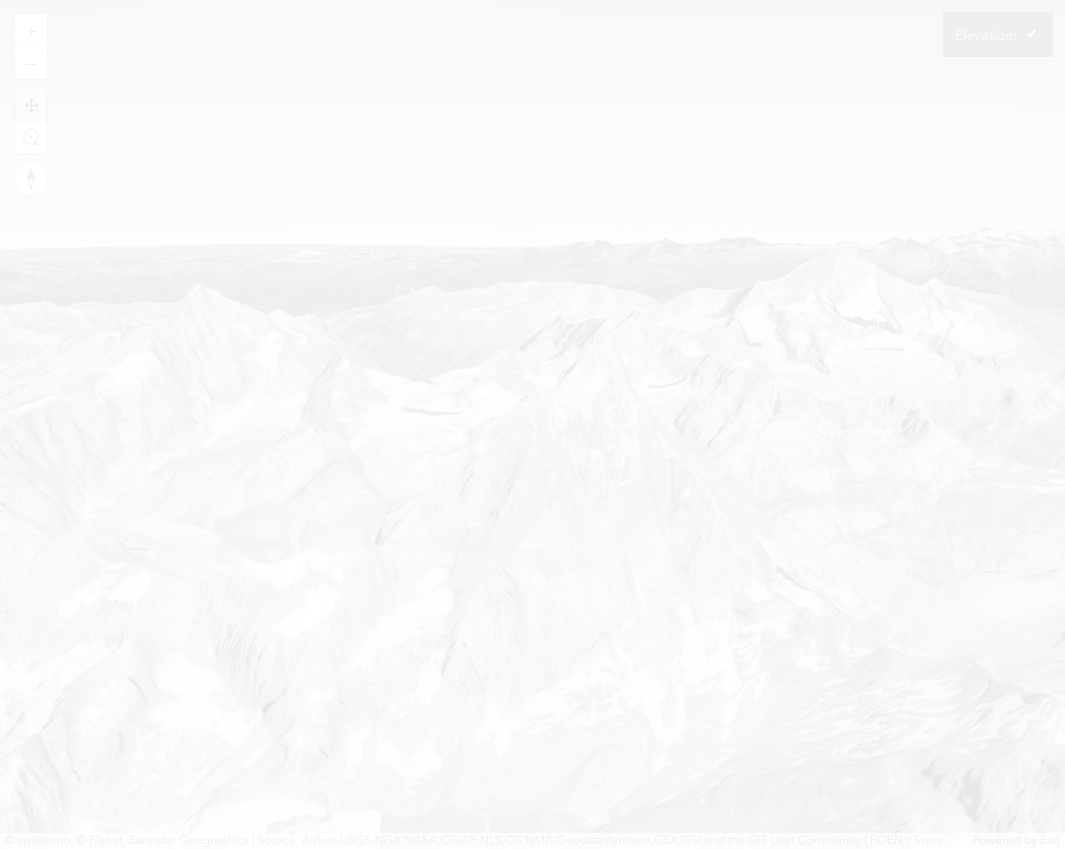 Elevation: ✔
© swisstopo, © Planet, Earthstar Geographics | Source: Airbus,USGS,NGA,NASA,CGIAR,NLS,OS,NMA,Geodatastyrelsen,GSA,GSI and the GIS User Community | FOEN / Swiss... Powered by Esri